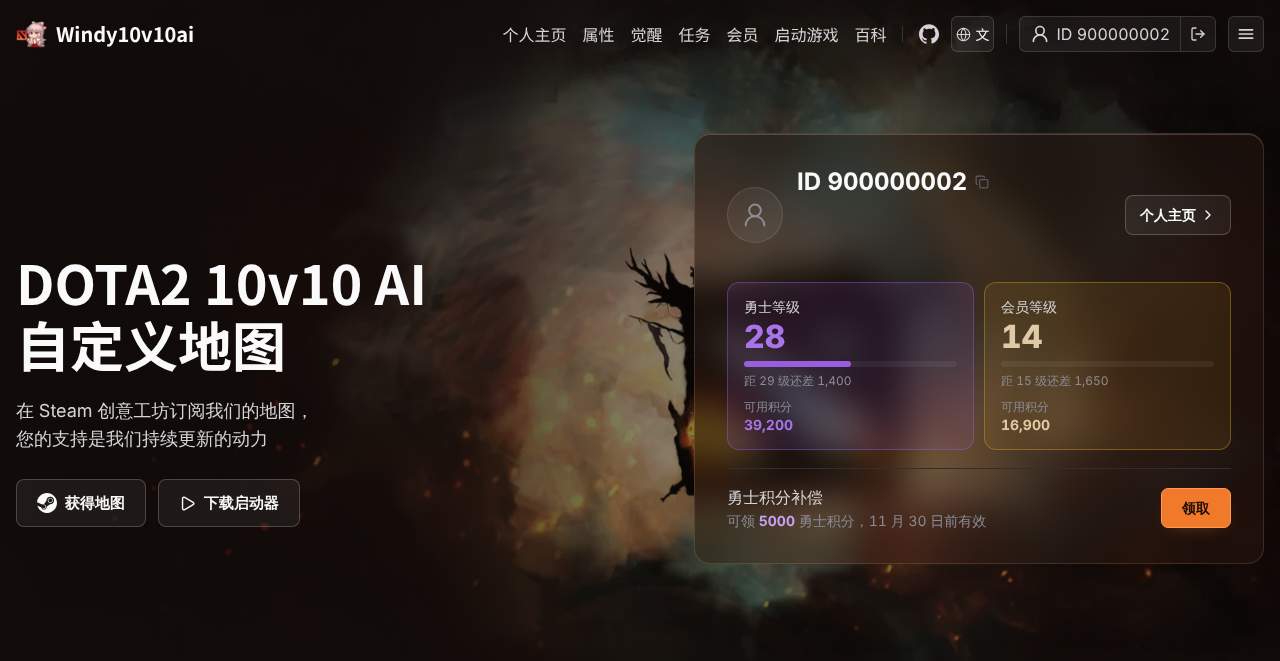 Windy10v10ai
个人主页 属性 觉醒 任务 会员 启动游戏 百科 文 ID 900000002
DOTA2 10v10 AI
自定义地图
在 Steam 创意工坊订阅我们的地图，
您的支持是我们持续更新的动力
获得地图 下载启动器
ID 900000002
个人主页
勇士等级
28
距 29 级还差 1,400
可用积分
39,200
会员等级
14
距 15 级还差 1,650
可用积分
16,900
勇士积分补偿
可领 5000 勇士积分，11 月 30 日前有效
领取